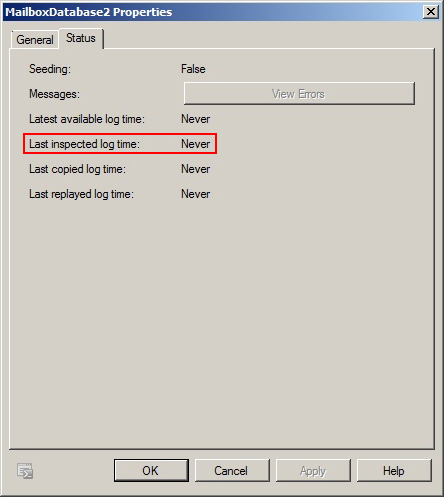 MailboxDatabase2 Properties
General Status
Seeding: False
Messages: View Errors
Latest available log time: Never
Last inspected log time: Never
Last copied log time: Never
Last replayed log time: Never
OK Cancel Apply Help